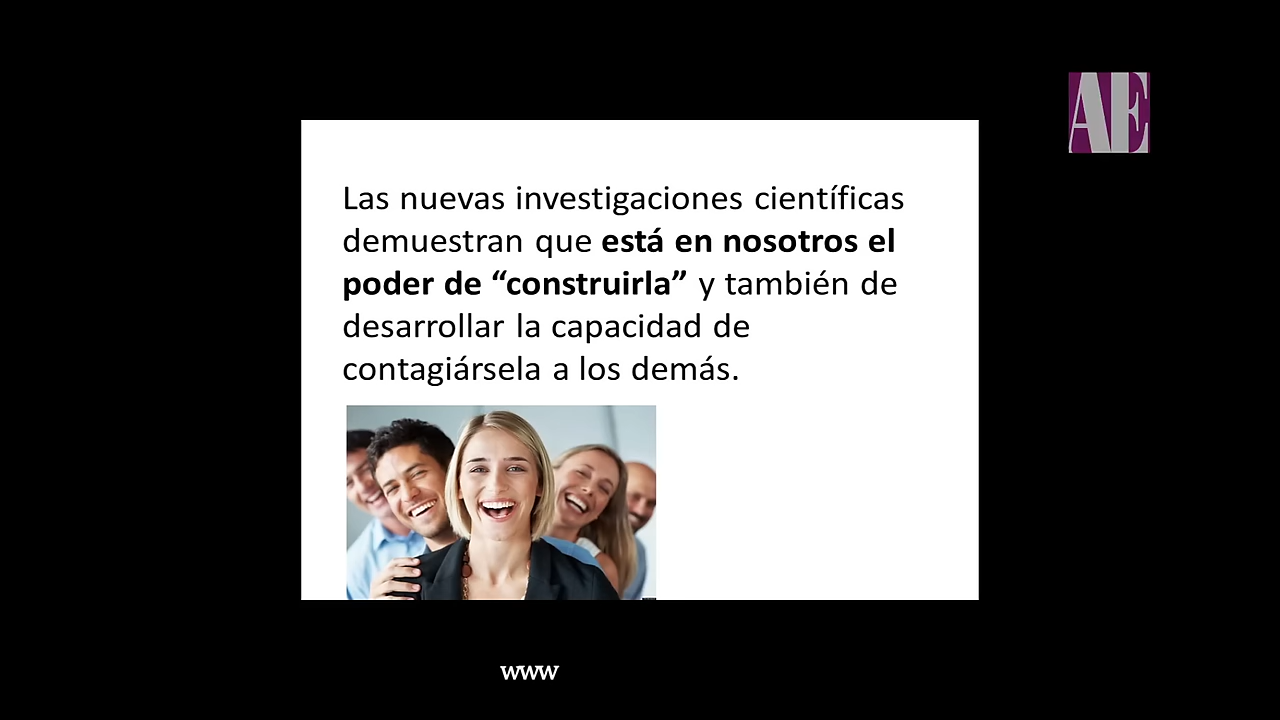 AE
Las nuevas investigaciones científicas
demuestran que está en nosotros el
poder de “construirla” y también de
desarrollar la capacidad de
contagiársela a los demás.
www